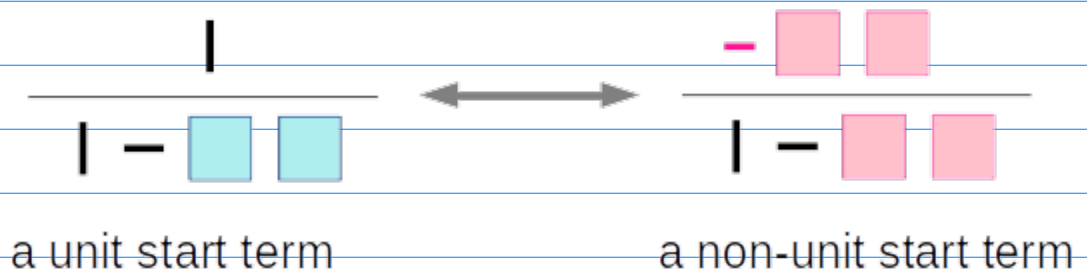 1 ⟷ -
1 - 1 -
a unit start term a non-unit start term